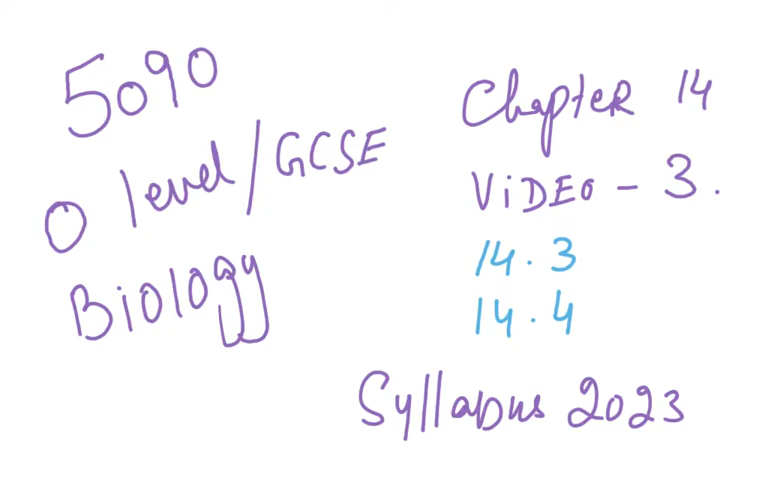 5090
O level/GCSE
Biology
Chapter 14
ViDEO - 3.
14.3
14.4
Syllabus 2023